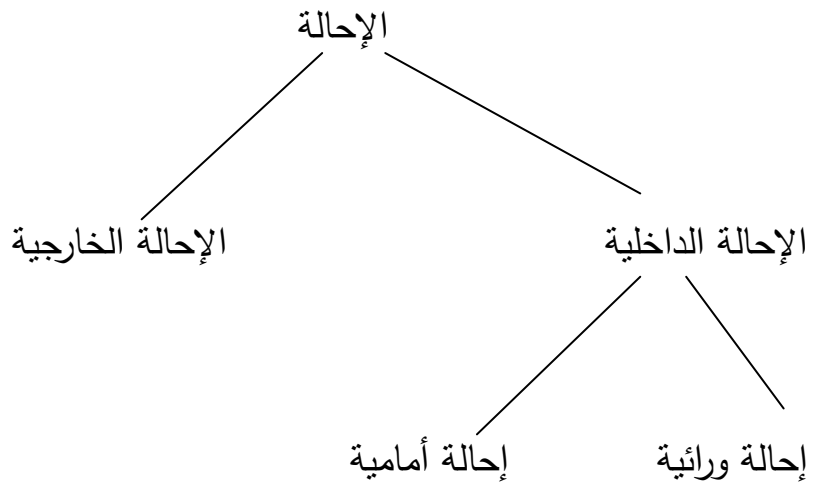 الإحالة
الإحالة الداخلية
الإحالة الخارجية
إحالة ورائية
إحالة أمامية